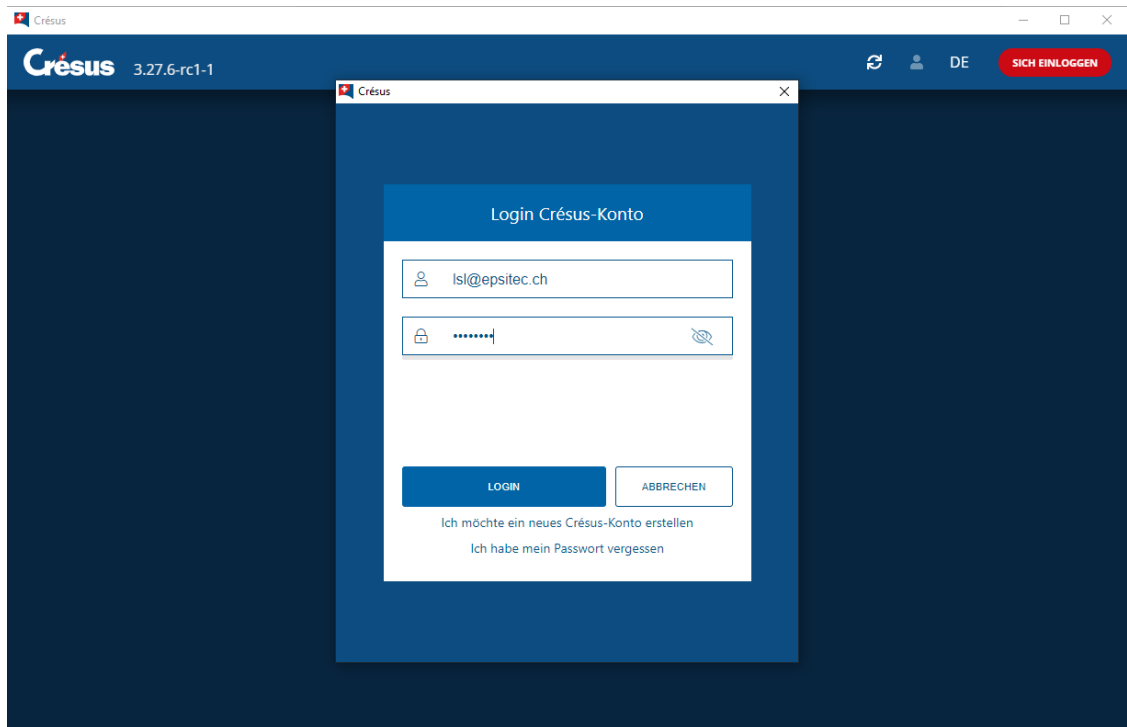 Crésus
Crésus 3.27.6-rc1-1
DE
SICH EINLOGGEN
Crésus
Login Crésus-Konto
lsl@epsitec.ch
••••••••
LOGIN
ABBRECHEN
Ich möchte ein neues Crésus-Konto erstellen
Ich habe mein Passwort vergessen